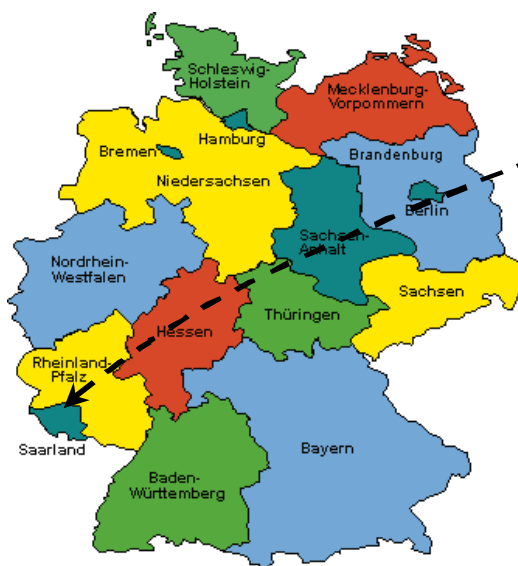 Schleswig-
Holstein
Mecklenburg-
Vorpommern
Hamburg
Bremen
Brandenburg
Niedersachsen
Berlin
Sachsen-
Anhalt
Nordrhein-
Westfalen
Sachsen
Thüringen
Hessen
Rheinland-
Pfalz
Saarland
Bayern
Baden-
Württemberg